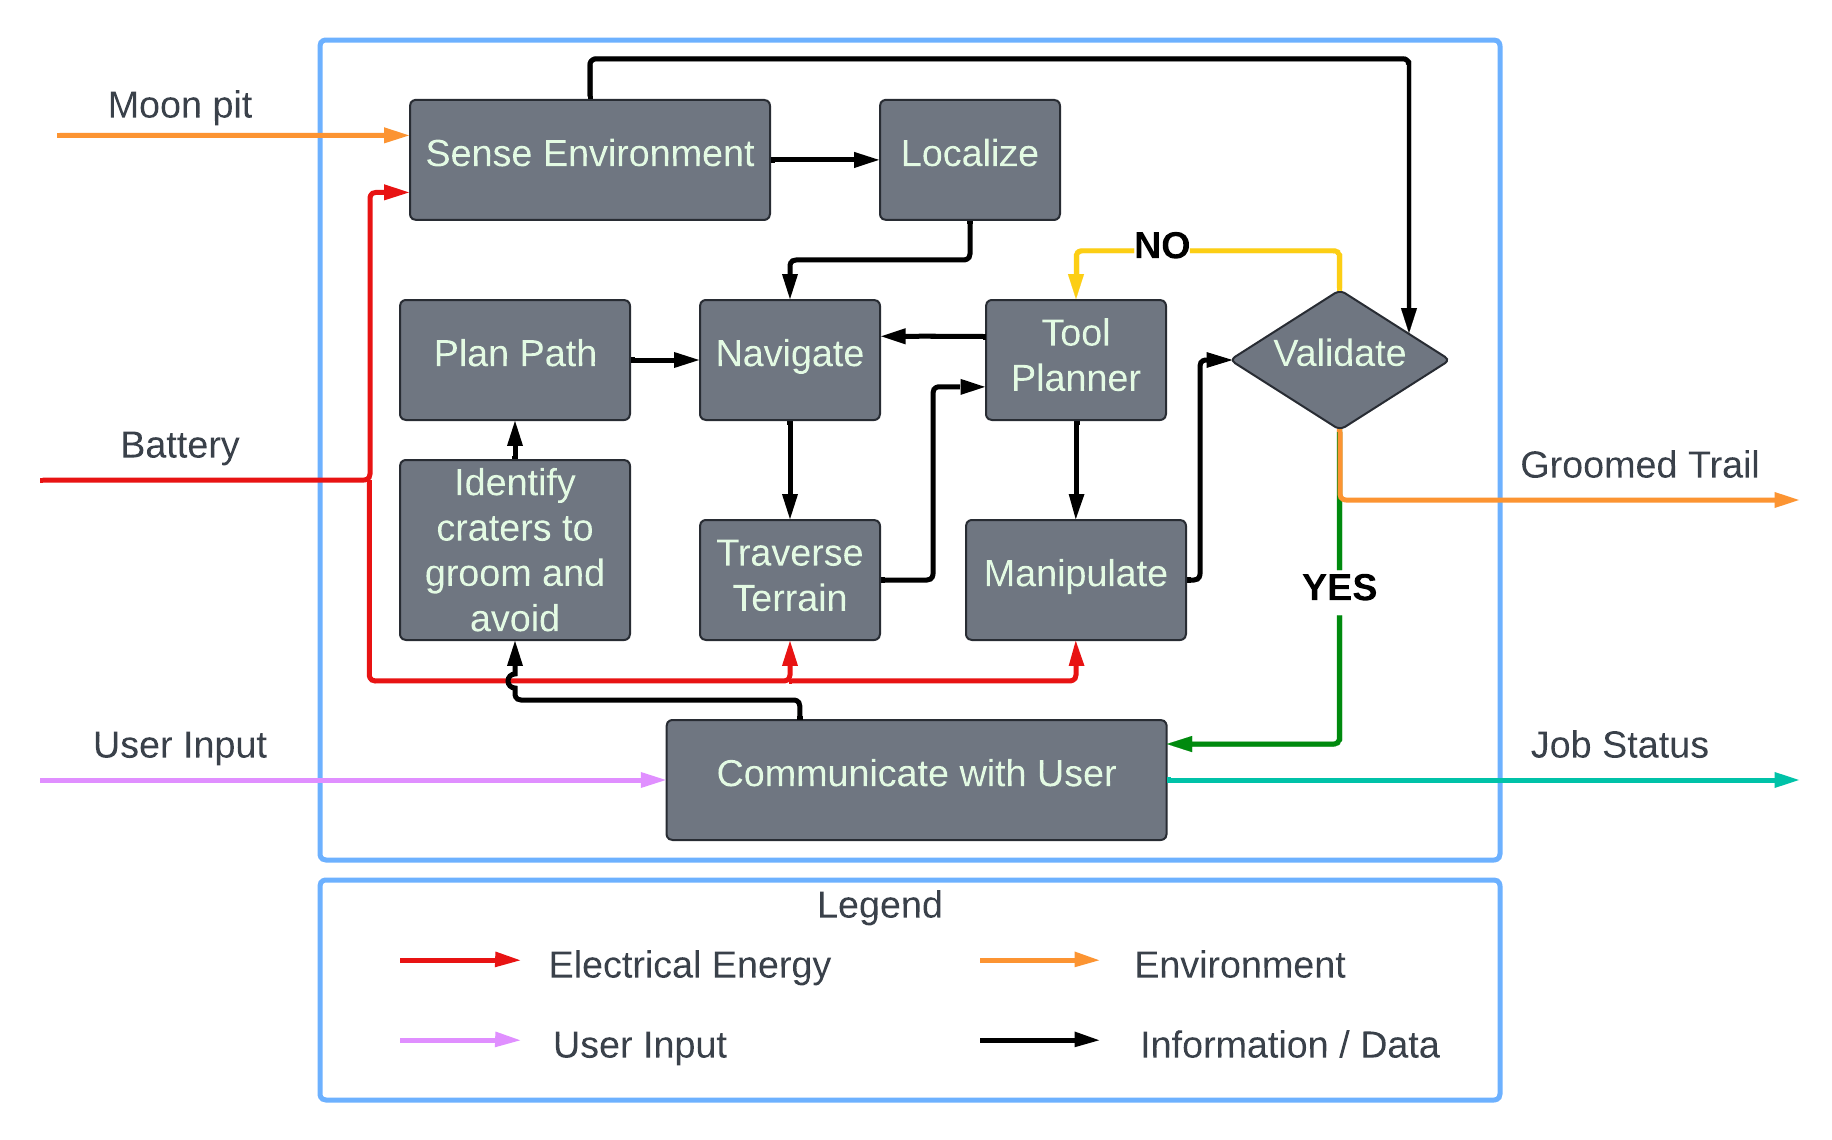 Moon pit
Sense Environment
Localize
NO
Plan Path
Navigate
Tool
Planner
Validate
Battery
Identify
craters to
groom and
avoid
Traverse
Terrain
Manipulate
Groomed Trail
YES
User Input
Communicate with User
Job Status
Legend
Electrical Energy
Environment
User Input
Information / Data